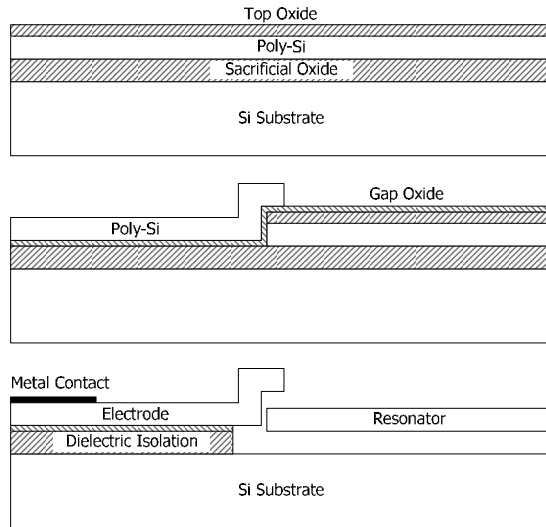 Top Oxide
Poly-Si
Sacrificial Oxide
Si Substrate
Gap Oxide
Poly-Si
Metal Contact
Electrode
Resonator
Dielectric Isolation
Si Substrate